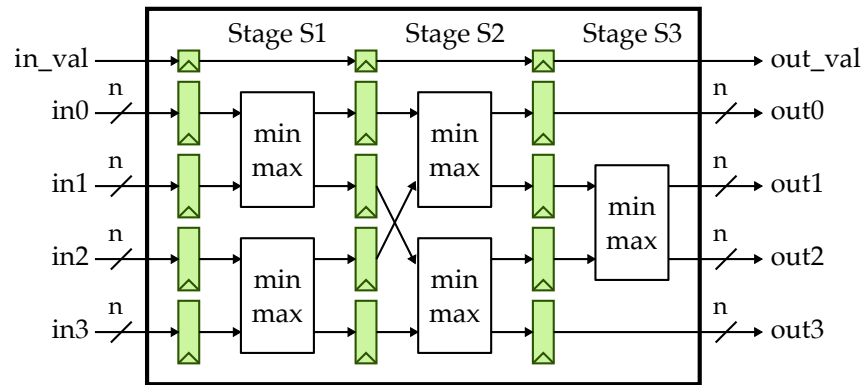 Stage S1 Stage S2 Stage S3
in_val out_val
n n
in0 min min out0
max max
n n
in1 min out1
max
n n
in2 min min out2
max max
n n
in3 out3